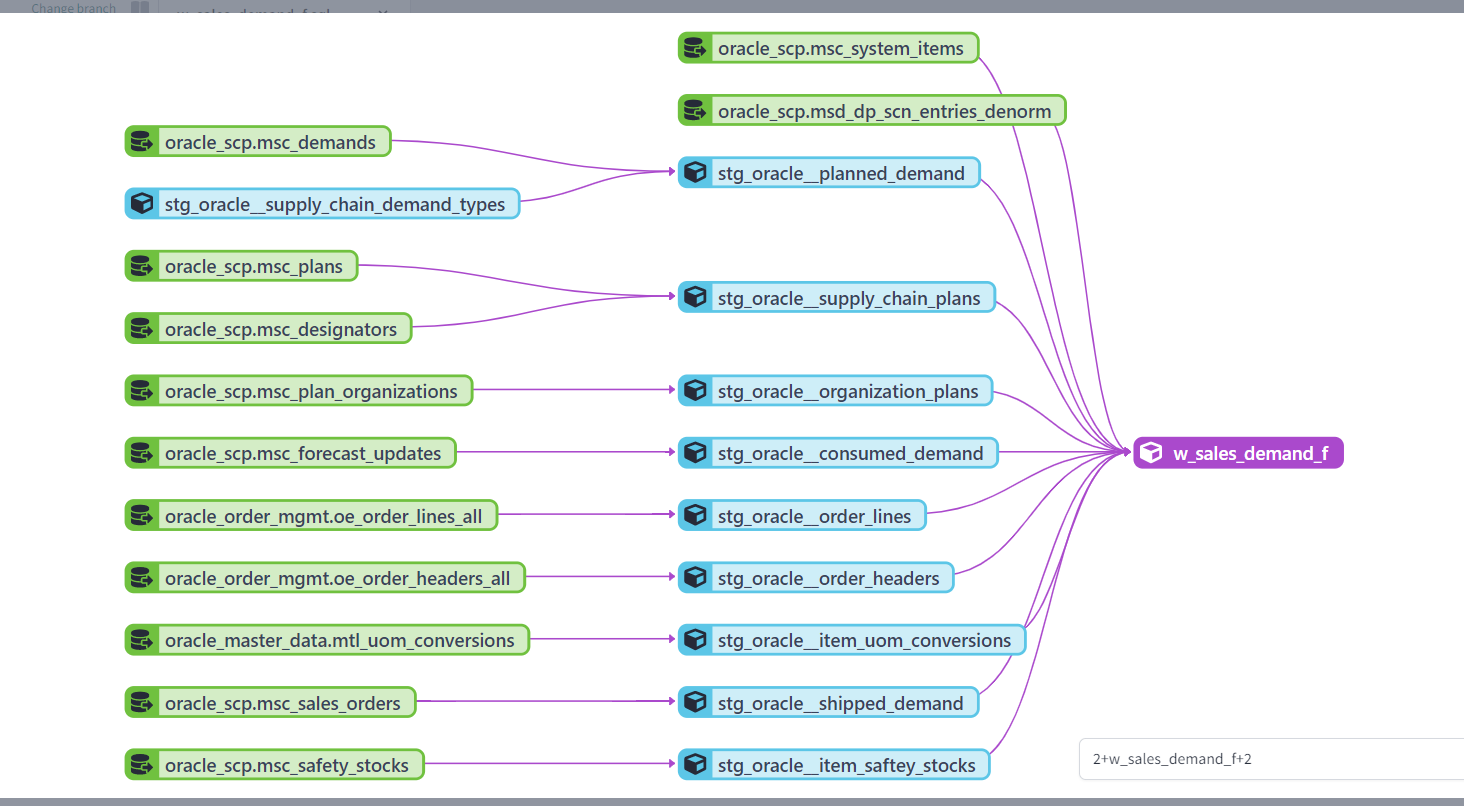 Change branch
oracle_scp.msc_system_items
oracle_scp.msd_dp_scn_entries_denorm
oracle_scp.msc_demands
stg_oracle__planned_demand
stg_oracle__supply_chain_demand_types
oracle_scp.msc_plans
stg_oracle__supply_chain_plans
oracle_scp.msc_designators
oracle_scp.msc_plan_organizations
stg_oracle__organization_plans
oracle_scp.msc_forecast_updates
stg_oracle__consumed_demand
w_sales_demand_f
oracle_order_mgmt.oe_order_lines_all
stg_oracle__order_lines
oracle_order_mgmt.oe_order_headers_all
stg_oracle__order_headers
oracle_master_data.mtl_uom_conversions
stg_oracle__item_uom_conversions
oracle_scp.msc_sales_orders
stg_oracle__shipped_demand
oracle_scp.msc_safety_stocks
stg_oracle__item_saftey_stocks
2+w_sales_demand_f+2